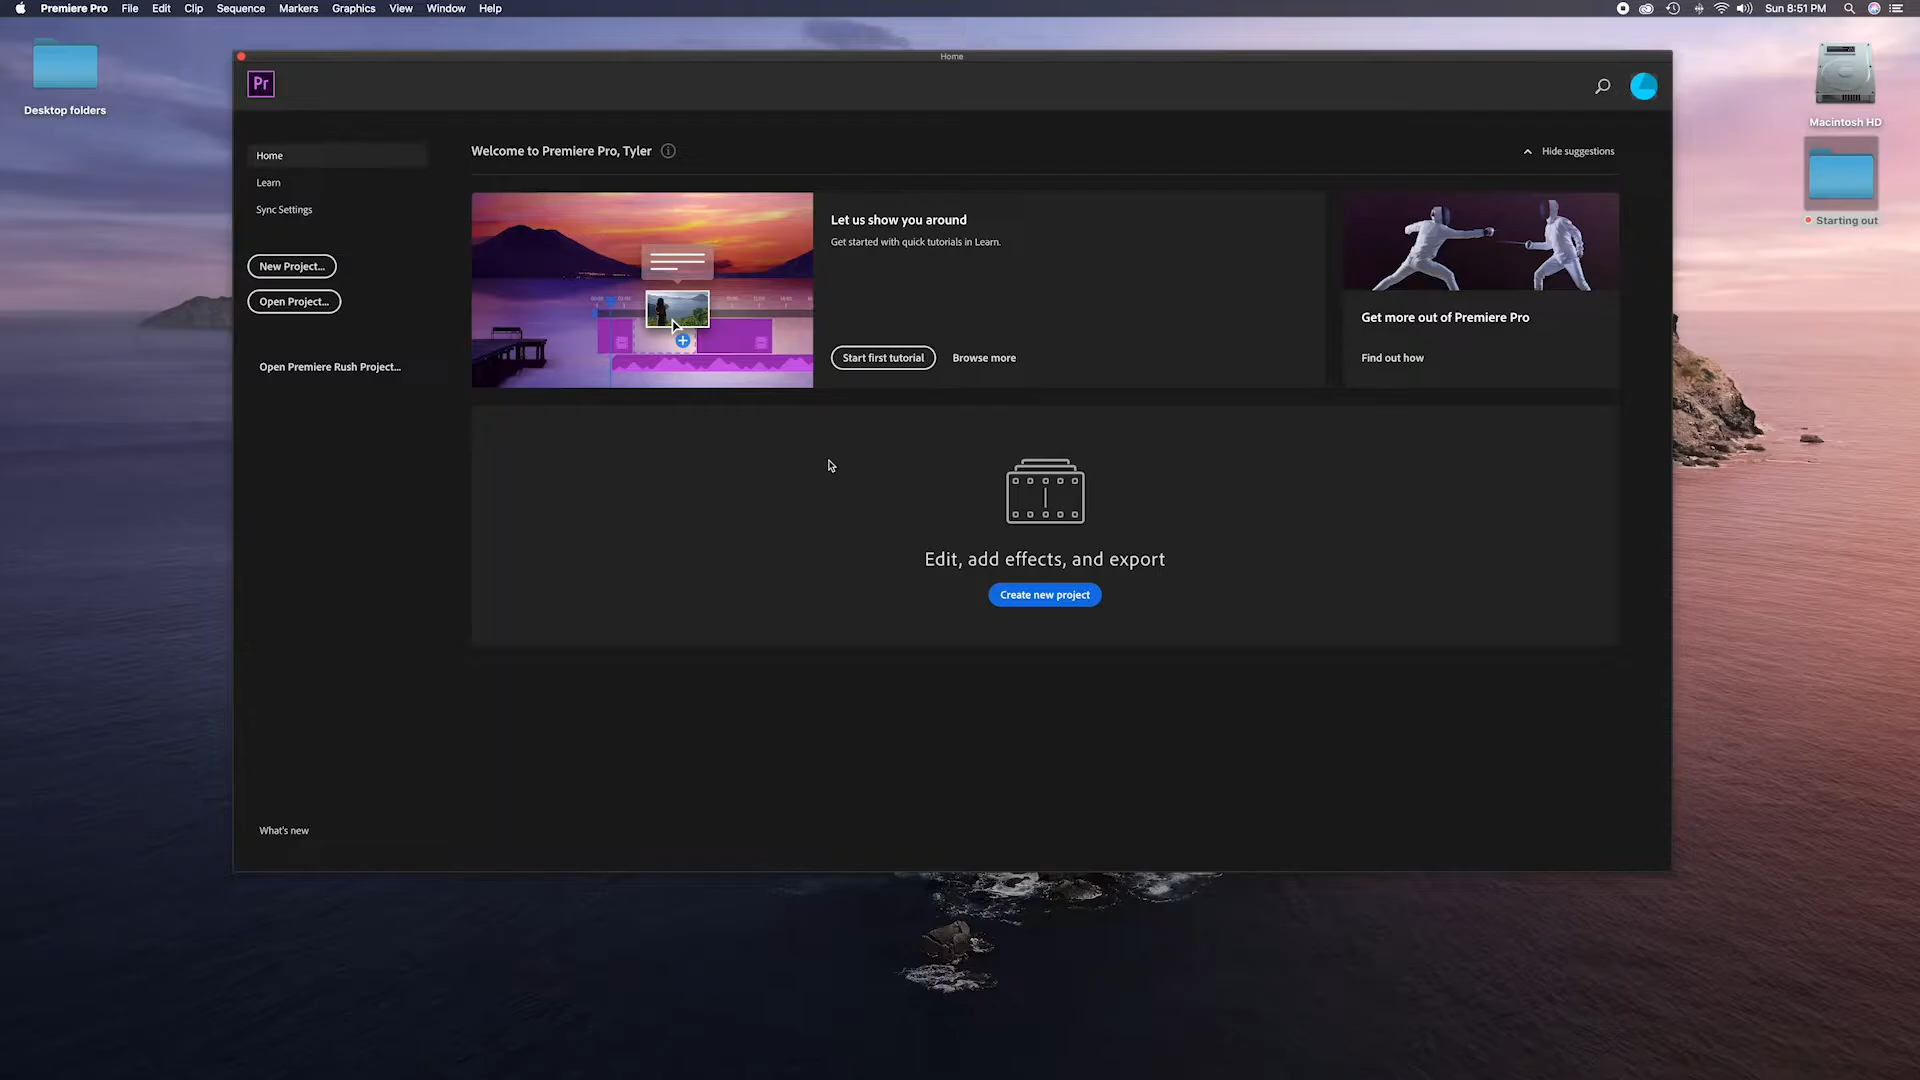 Premiere Pro File Edit Clip Sequence Markers Graphics View Window Help
Sun 8:51 PM
Desktop folders
Macintosh HD
Starting out
Home
Pr
Home
Learn
Sync Settings
New Project...
Open Project...
Open Premiere Rush Project...
What's new
Welcome to Premiere Pro, Tyler
Hide suggestions
Let us show you around
Get started with quick tutorials in Learn.
Start first tutorial
Browse more
Get more out of Premiere Pro
Find out how
Edit, add effects, and export
Create new project